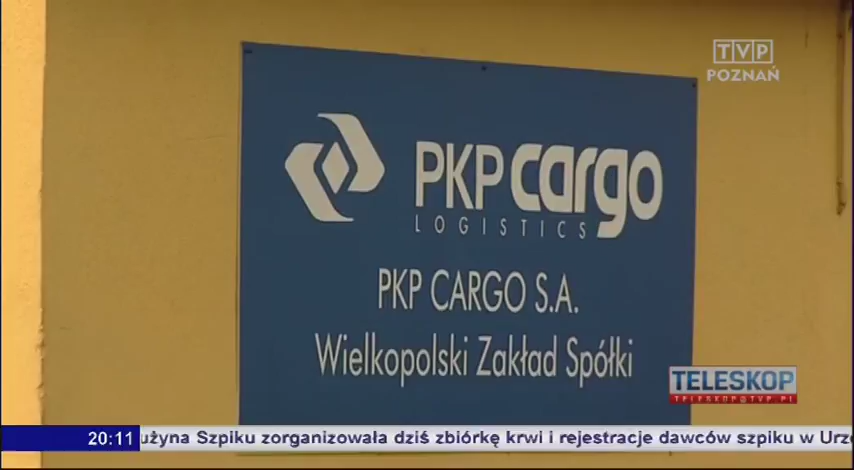 TVP
POZNAŃ
PKP cargo
LOGISTICS
PKP CARGO S.A.
Wielkopolski Zakład Spółki
TELESKOP
TELESKOP@TVP.PL
20:11 użyna Szpiku zorganizowała dziś zbiórkę krwi i rejestracje dawców szpiku w Urzę